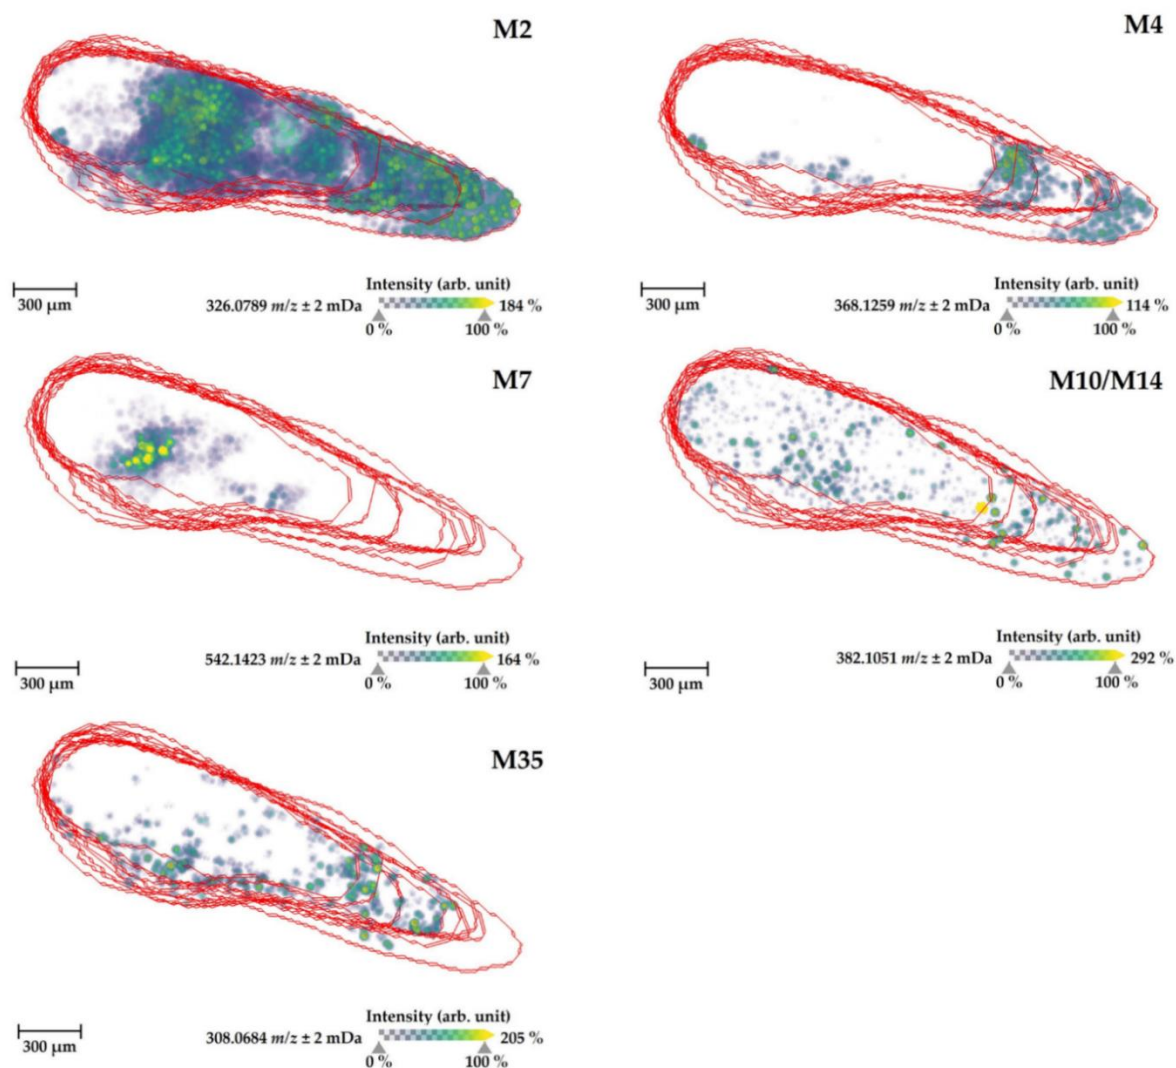 M2
Intensity (arb. unit)
300 µm
326.0789 m/z ± 2 mDa
184 %
0 %
100 %
M4
Intensity (arb. unit)
300 µm
368.1259 m/z ± 2 mDa
114 %
0 %
100 %
M7
Intensity (arb. unit)
300 µm
542.1423 m/z ± 2 mDa
164 %
0 %
100 %
M10/M14
Intensity (arb. unit)
300 µm
382.1051 m/z ± 2 mDa
292 %
0 %
100 %
M35
Intensity (arb. unit)
300 µm
308.0684 m/z ± 2 mDa
205 %
0 %
100 %